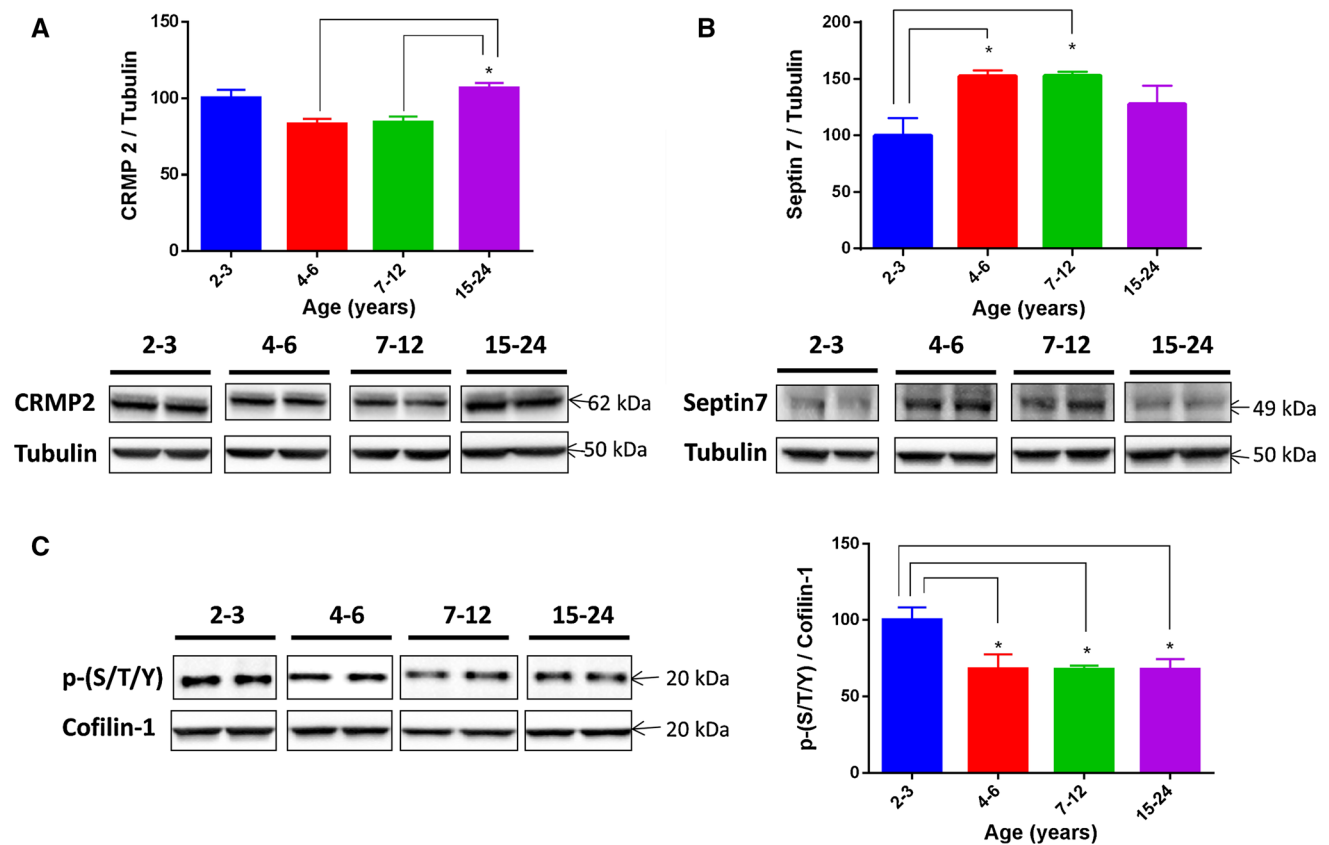 A
150
100
50
0
CRMP 2 / Tubulin
*
2-3
4-6
7-12
15-24
Age (years)
2-3 4-6 7-12 15-24
CRMP2 62 kDa
Tubulin 50 kDa
B
200
150
100
50
0
Septin 7 / Tubulin
* *
2-3
4-6
7-12
15-24
Age (years)
2-3 4-6 7-12 15-24
Septin7 49 kDa
Tubulin 50 kDa
C
2-3 4-6 7-12 15-24
p-(S/T/Y) 20 kDa
Cofilin-1 20 kDa
150
100
50
0
p-(S/T/Y) / Cofilin-1
* * *
2-3
4-6
7-12
15-24
Age (years)